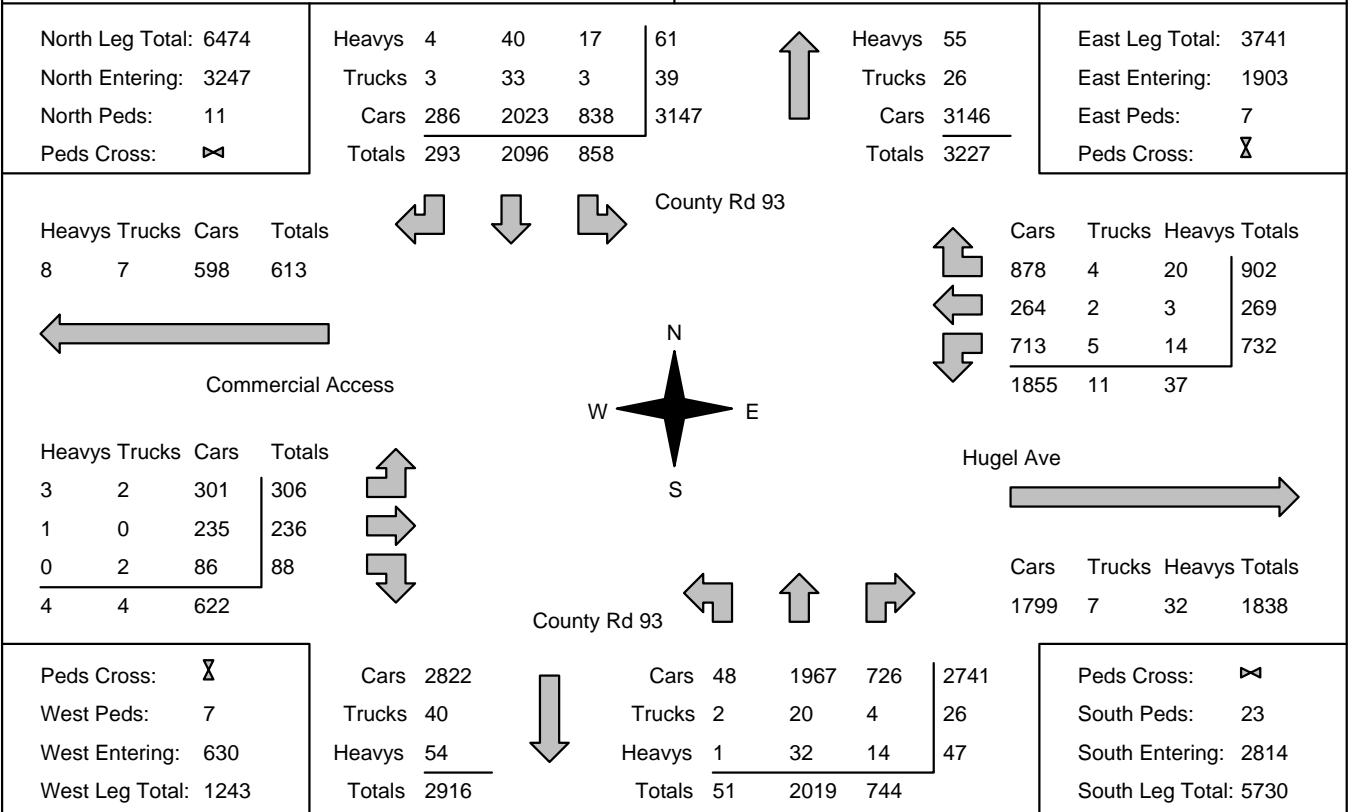 North Leg Total: 6474
North Entering: 3247
North Peds: 11
Peds Cross:
Heavys 4 40 17 61
Trucks 3 33 3 39
Cars 286 2023 838 3147
Totals 293 2096 858
Heavys 55
Trucks 26
Cars 3146
Totals 3227
East Leg Total: 3741
East Entering: 1903
East Peds: 7
Peds Cross:
County Rd 93
Heavys Trucks Cars Totals
8 7 598 613
Cars Trucks Heavys Totals
878 4 20 902
264 2 3 269
713 5 14 732
1855 11 37
Commercial Access
N
W E
S
Heavys Trucks Cars Totals
3 2 301 306
1 0 235 236
0 2 86 88
4 4 622
Hugel Ave
Cars Trucks Heavys Totals
1799 7 32 1838
County Rd 93
Peds Cross:
West Peds: 7
West Entering: 630
West Leg Total: 1243
Cars 2822
Trucks 40
Heavys 54
Totals 2916
Cars 48 1967 726 2741
Trucks 2 20 4 26
Heavys 1 32 14 47
Totals 51 2019 744
Peds Cross:
South Peds: 23
South Entering: 2814
South Leg Total: 5730